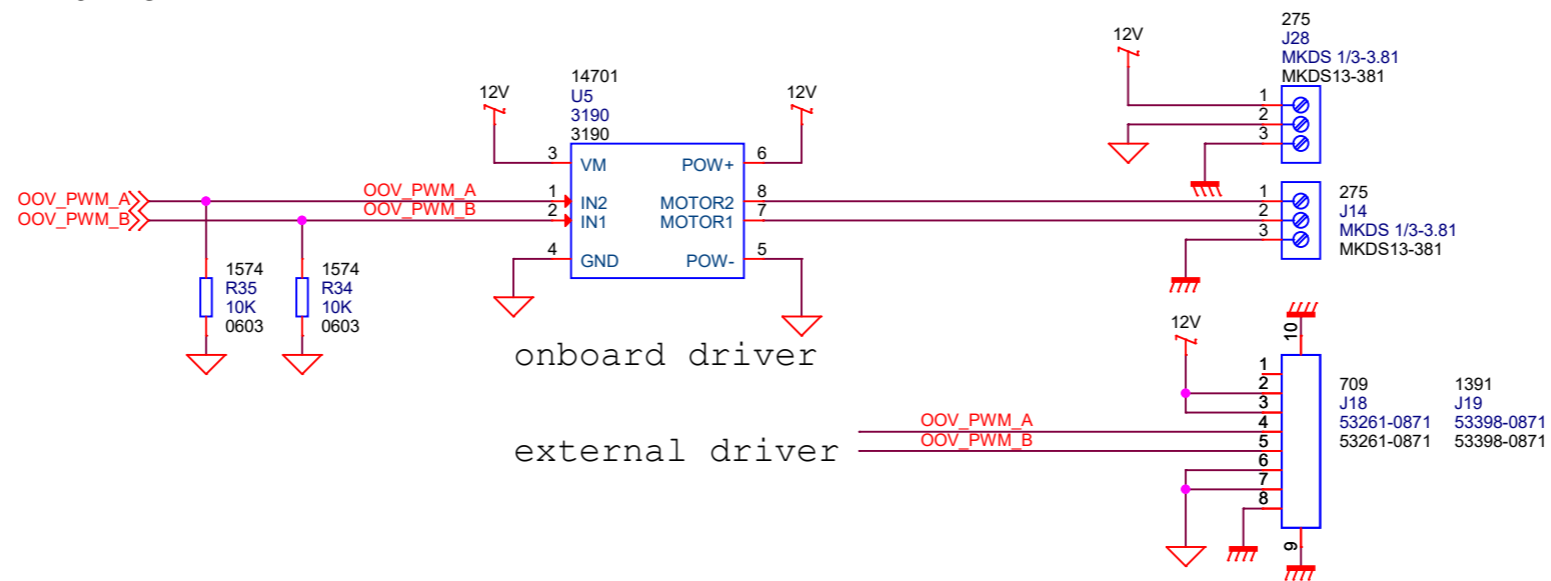 275
J28
MKDS 1/3-3.81
MKDS13-381
12V
1
2
3
14701
U5
3190
3190
12V
12V
3 VM POW+ 6
OOV_PWM_A OOV_PWM_A 1 IN2 MOTOR2 8
OOV_PWM_B OOV_PWM_B 2 IN1 MOTOR1 7
4 GND POW- 5
1
2
3
275
J14
MKDS 1/3-3.81
MKDS13-381
1574
R35
10K
0603
1574
R34
10K
0603
onboard driver
external driver
12V
10
1
2
3
OOV_PWM_A 4
OOV_PWM_B 5
6
7
8
9
709
J18
53261-0871
53261-0871
1391
J19
53398-0871
53398-0871